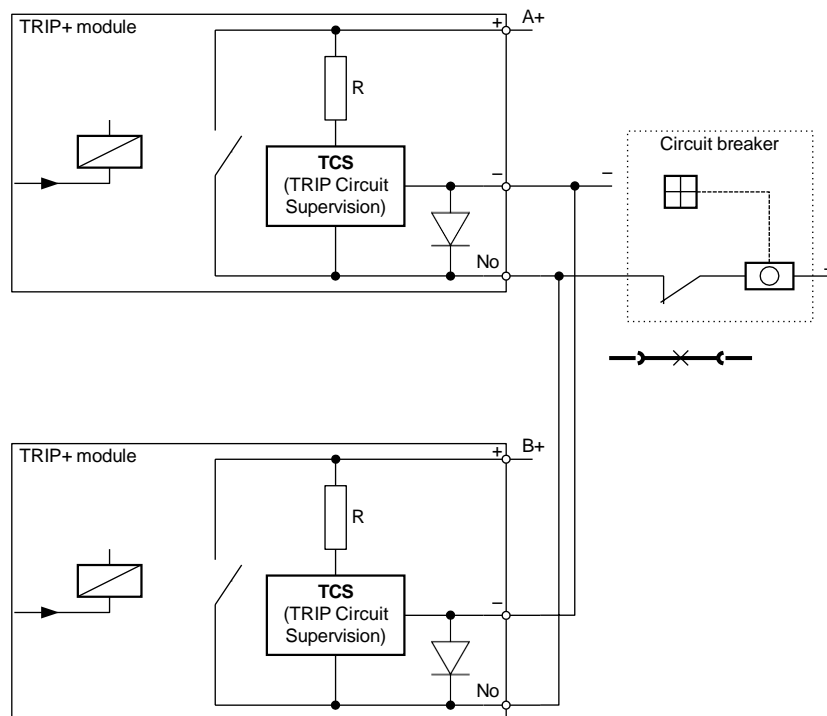 TRIP+ module
+
A+
R
TCS
(TRIP Circuit
Supervision)
–
–
No
Circuit breaker
–
TRIP+ module
+
B+
R
TCS
(TRIP Circuit
Supervision)
–
No